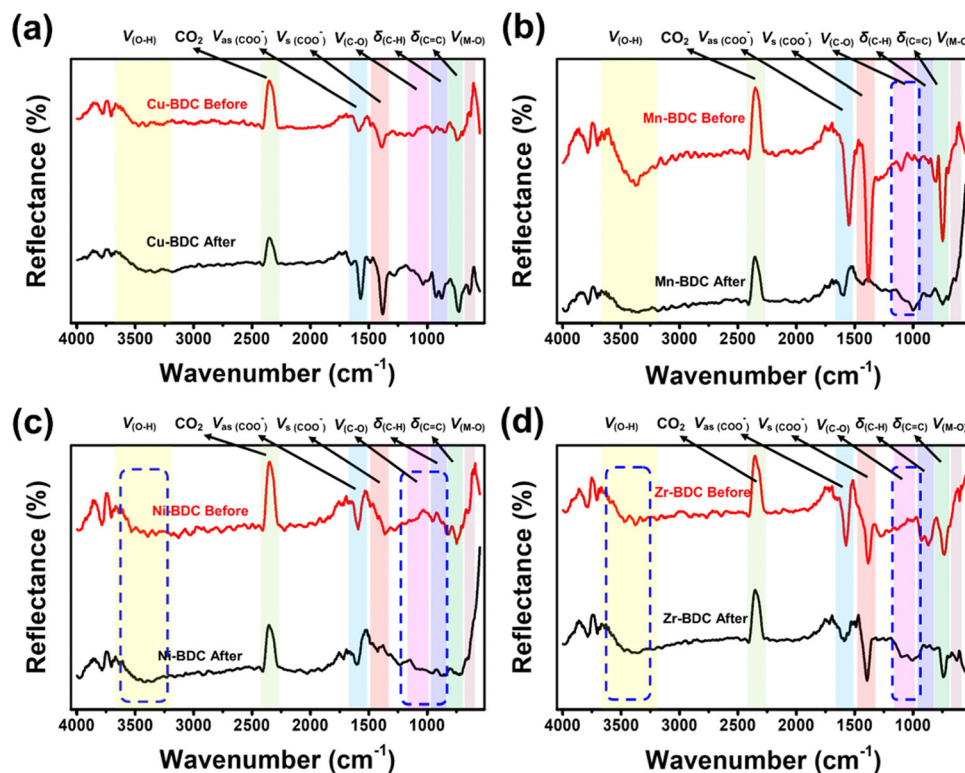 (a)
V(O-H) CO2 Vas (COO-) Vs (COO-) V(C-O) δ(C-H) δ(C=C) V(M-O)
Cu-BDC Before
Cu-BDC After
Reflectance (%)
4000 3500 3000 2500 2000 1500 1000
Wavenumber (cm-1)
(b)
V(O-H) CO2 Vas (COO-) Vs (COO-) V(C-O) δ(C-H) δ(C=C) V(M-O)
Mn-BDC Before
Mn-BDC After
Reflectance (%)
4000 3500 3000 2500 2000 1500 1000
Wavenumber (cm-1)
(c)
V(O-H) CO2 Vas (COO-) Vs (COO-) V(C-O) δ(C-H) δ(C=C) V(M-O)
Ni-BDC Before
Ni-BDC After
Reflectance (%)
4000 3500 3000 2500 2000 1500 1000
Wavenumber (cm-1)
(d)
V(O-H) CO2 Vas (COO-) Vs (COO-) V(C-O) δ(C-H) δ(C=C) V(M-O)
Zr-BDC Before
Zr-BDC After
Reflectance (%)
4000 3500 3000 2500 2000 1500 1000
Wavenumber (cm-1)